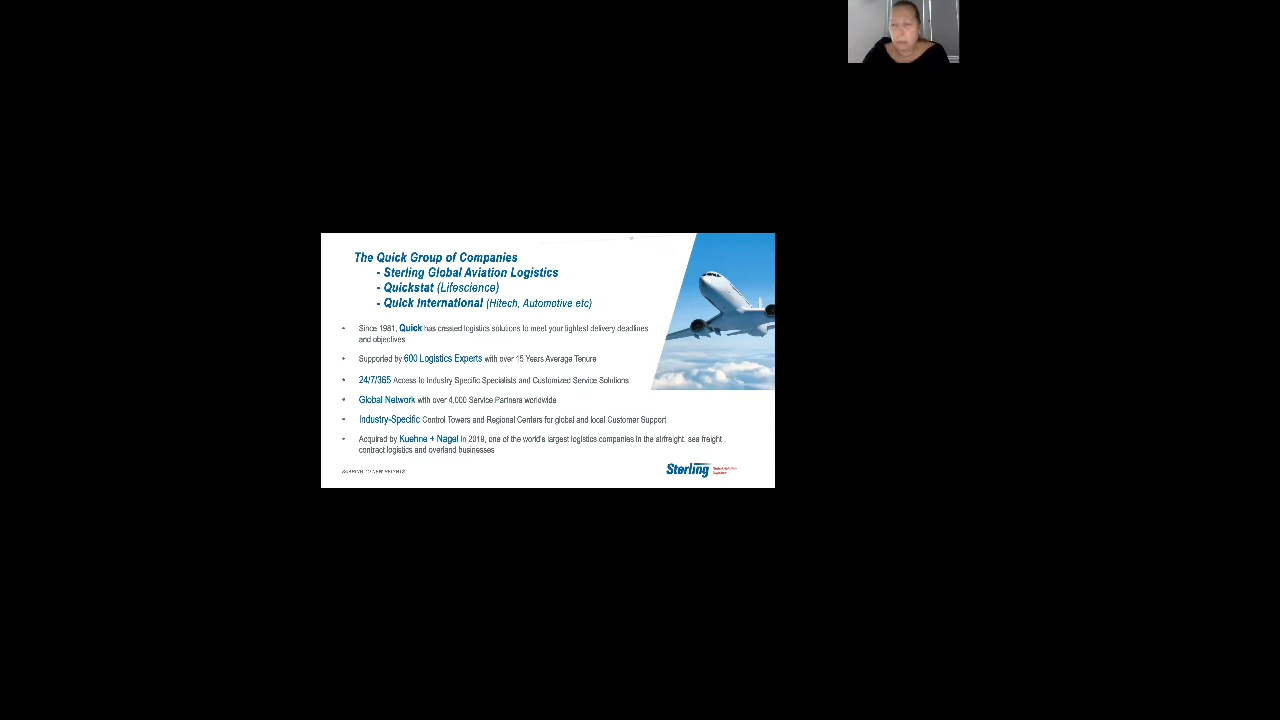 The Quick Group of Companies
- Sterling Global Aviation Logistics
- Quickstat (Lifescience)
- Quick International (Hitech, Automotive etc)
• Since 1981, Quick has created logistics solutions to meet your tightest delivery deadlines
and objectives
• Supported by 600 Logistics Experts with over 15 Years Average Tenure
• 24/7/365 Access to Industry Specific Specialists and Customized Service Solutions
• Global Network with over 4,000 Service Partners worldwide
• Industry-Specific Control Towers and Regional Centers for global and local Customer Support
• Acquired by Kuehne + Nagel in 2019, one of the world's largest logistics companies in the airfreight, sea freight ,
contract logistics and overland businesses
TO NEW HEIGHTS
Sterling